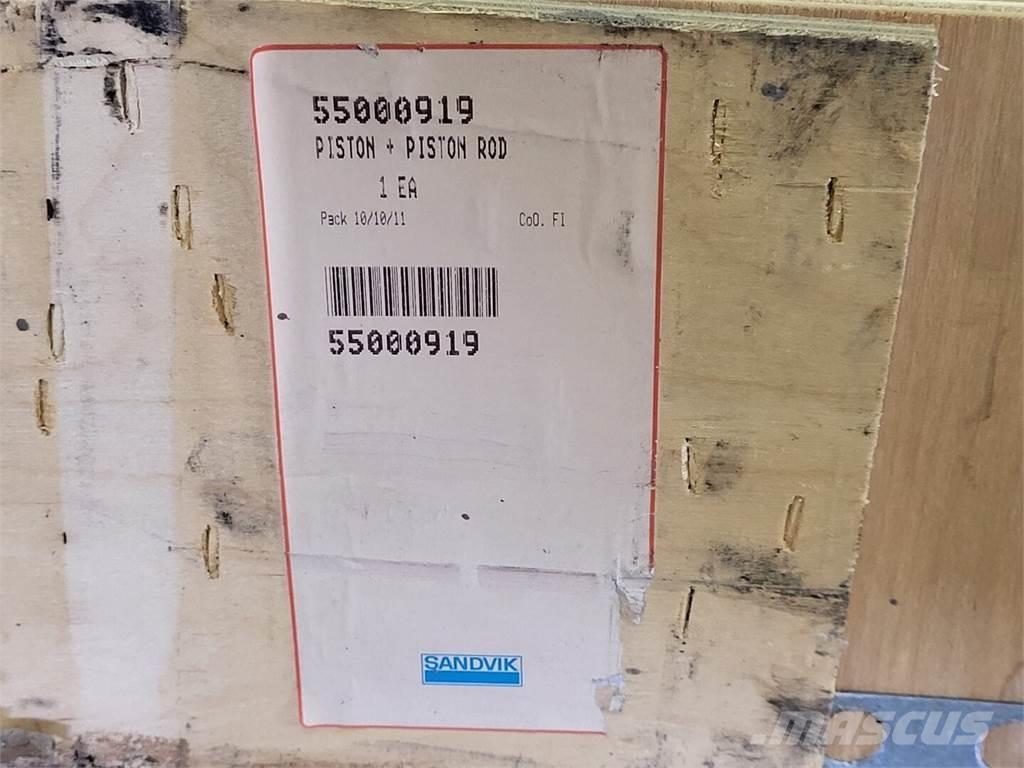 55000919
PISTON + PISTON ROD
1 EA
Pack 10/10/11 CoO. FI
55000919
SANDVIK
MASCUS